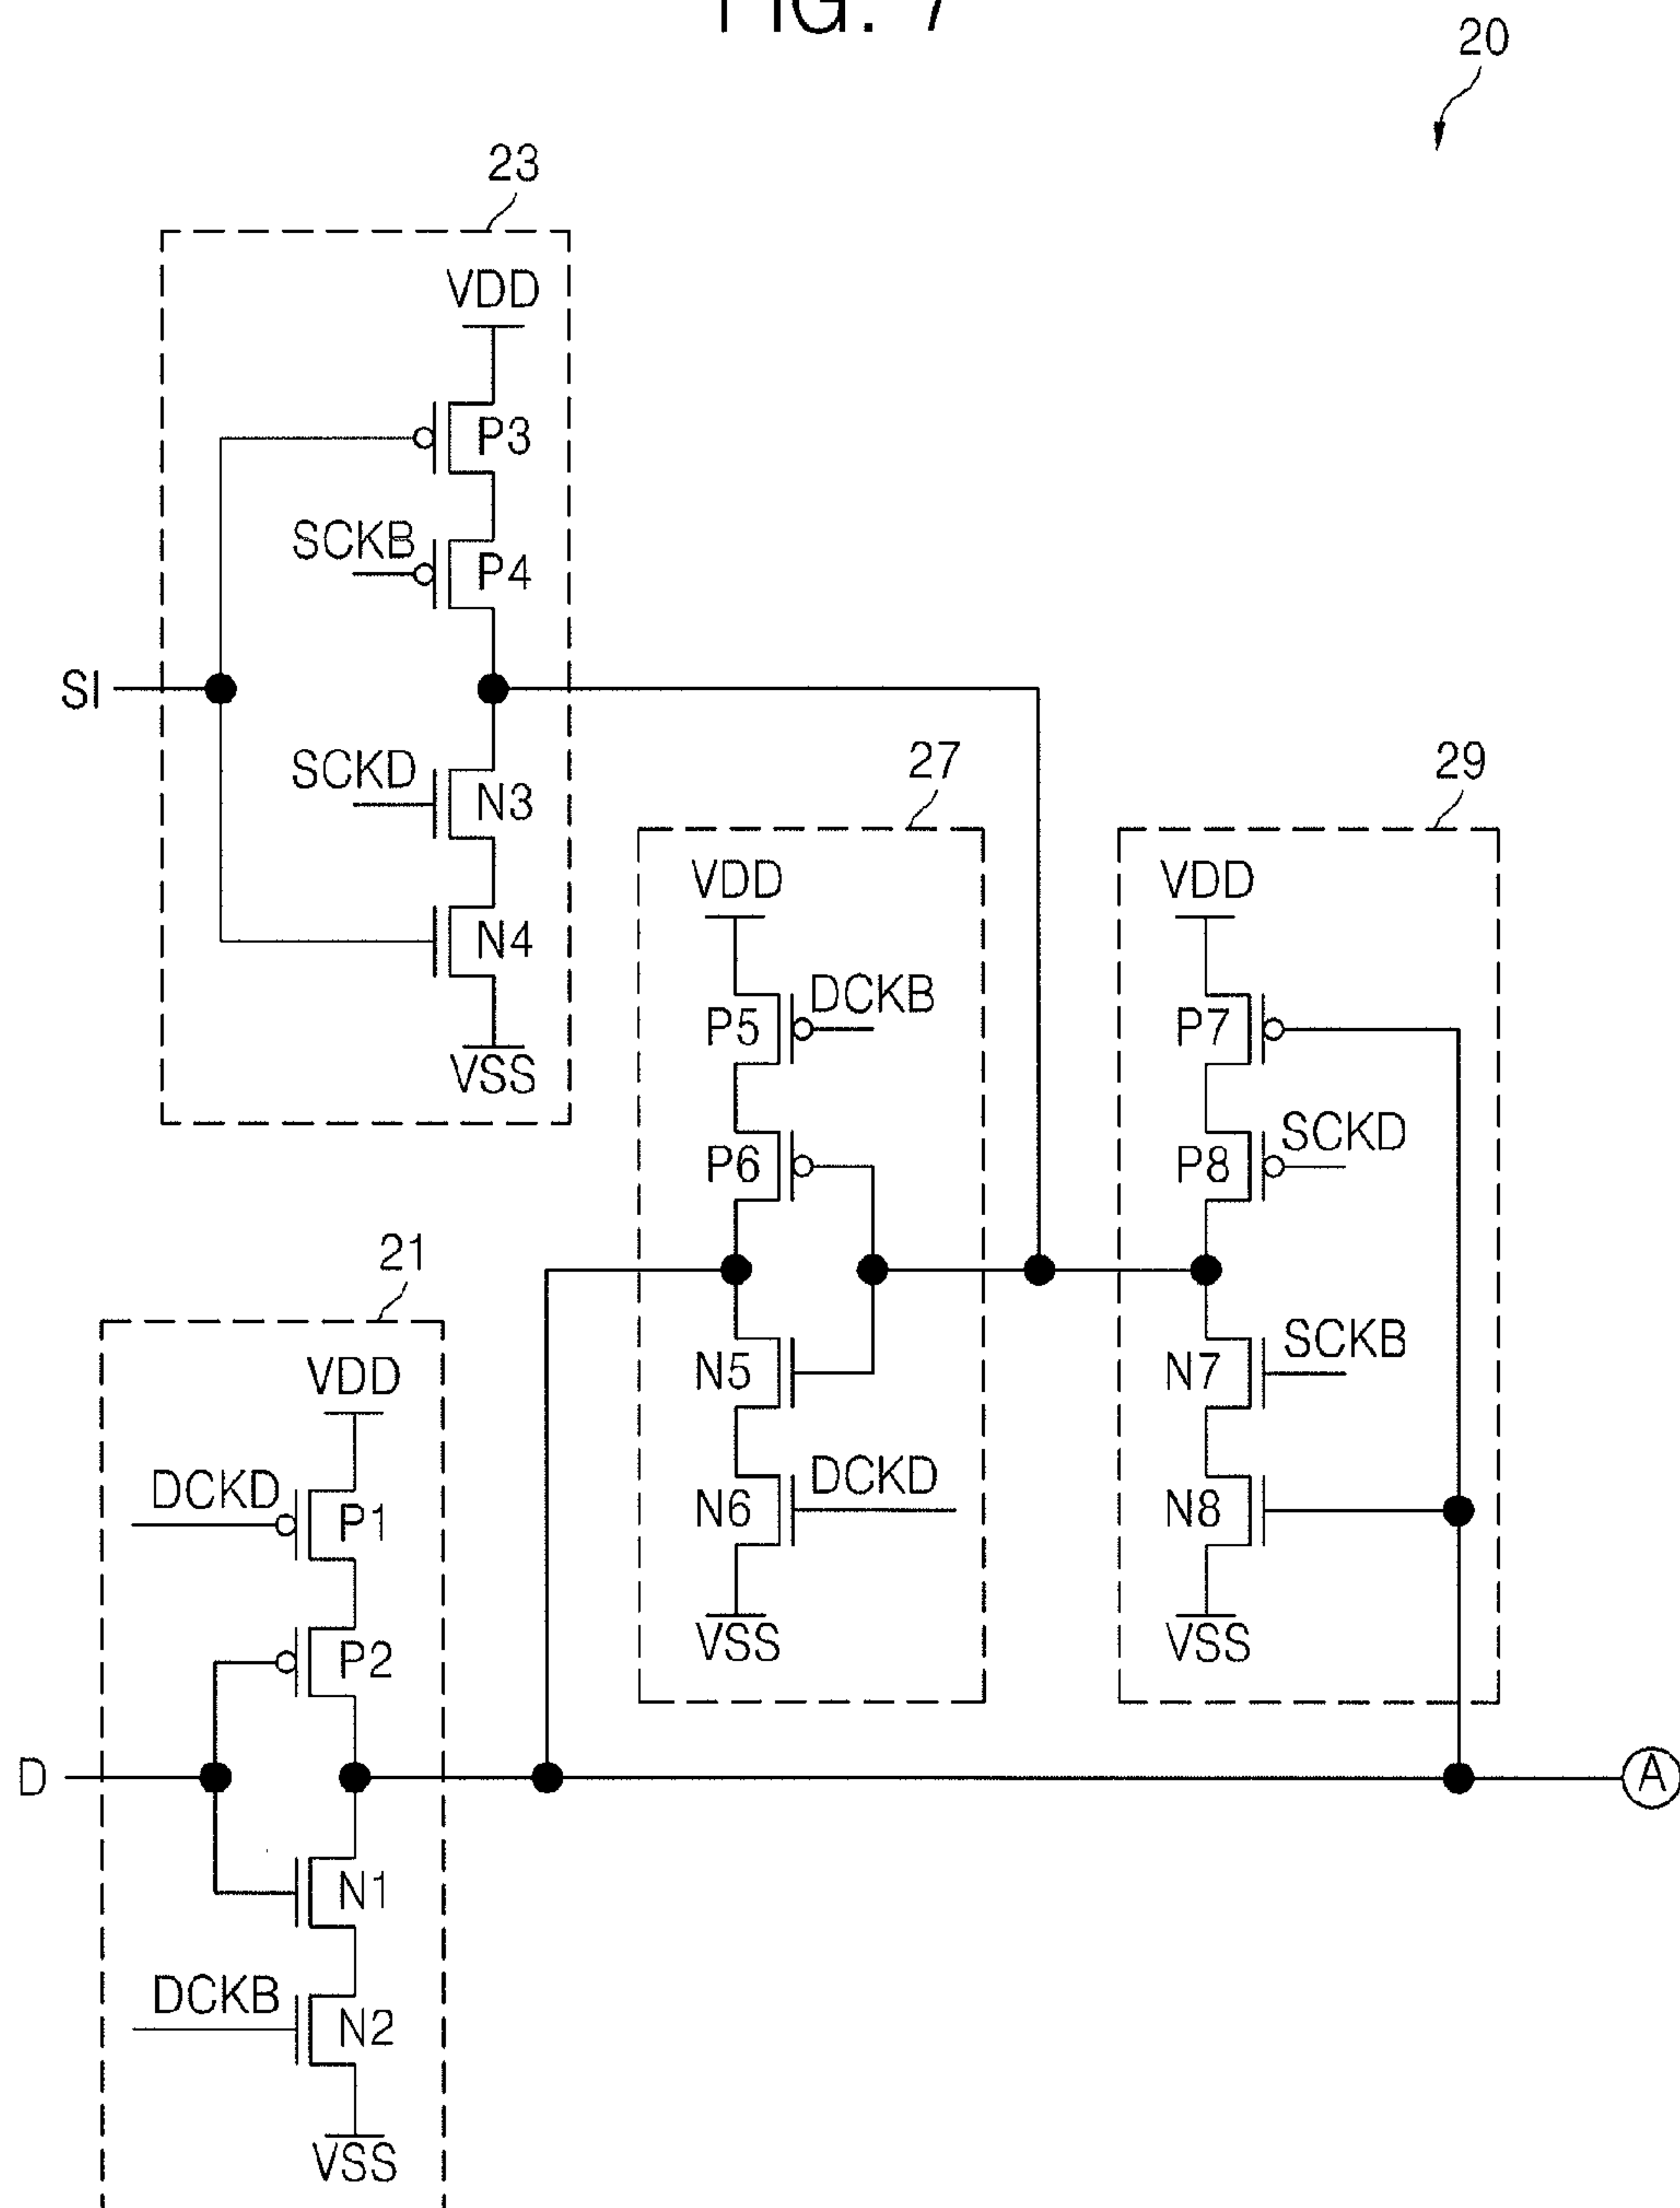 FIG. 7
20
23
VDD
P3
SCKB
P4
SI
SCKD
N3
N4
VSS
27
VDD
DCKB
P5
P6
N5
DCKD
N6
VSS
29
VDD
P7
SCKD
P8
SCKB
N7
N8
VSS
21
VDD
DCKD
P1
P2
D
N1
DCKB
N2
VSS
A